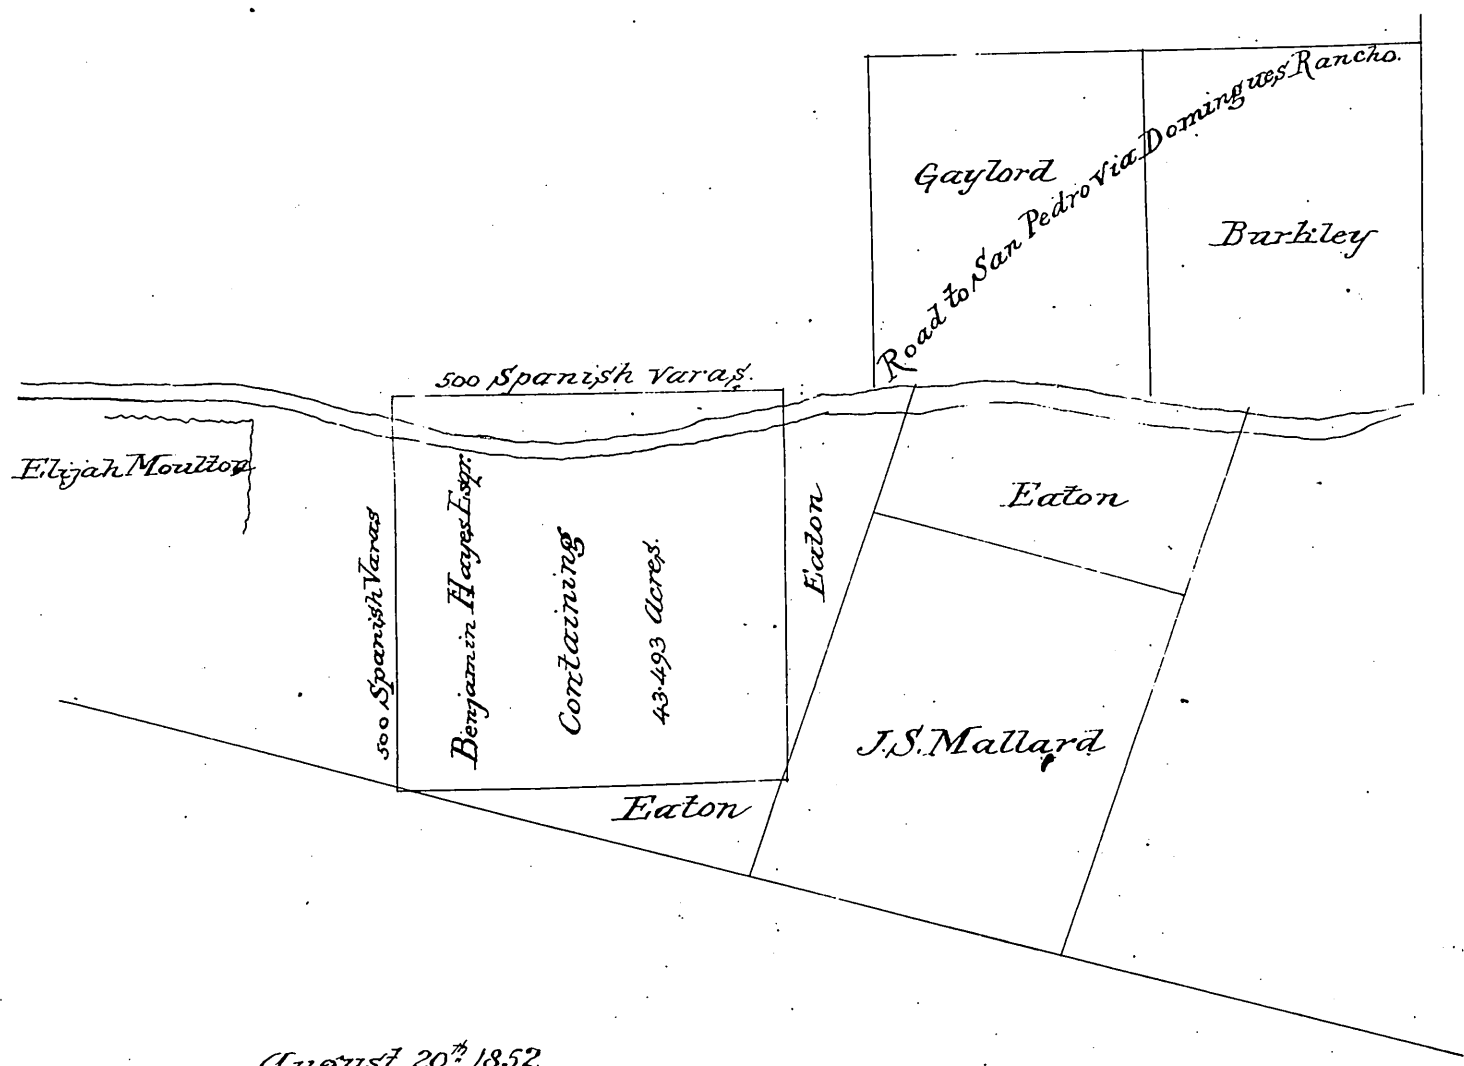 Road to San Pedro via Domingues Rancho.
Gaylord
Burkley
500 Spanish varas.
Elijah Moulton
500 Spanish Varas
Benjamin Hayes Esqr.
Containing
43.493 Acres.
Eaton
Eaton
J.S. Mallard
Eaton
August 20th. 1852